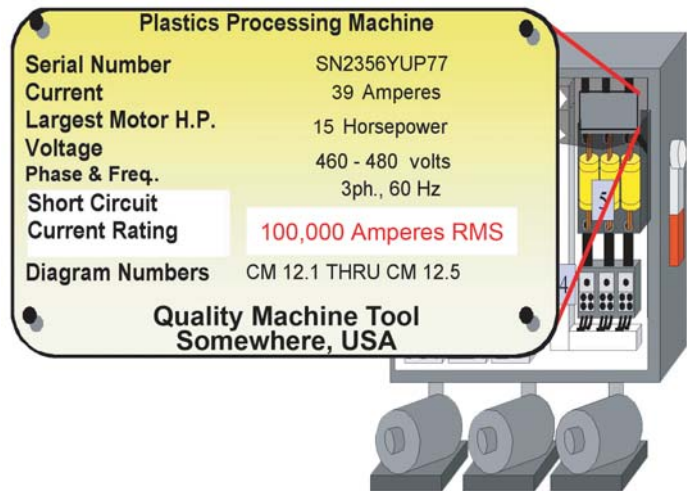 Plastics Processing Machine
Serial Number SN2356YUP77
Current 39 Amperes
Largest Motor H.P. 15 Horsepower
Voltage 460 - 480 volts
Phase & Freq.. 3ph., 60 Hz
Short Circuit
Current Rating 100,000 Amperes RMS
Diagram Numbers CM 12.1 THRU CM 12.5
Quality Machine Tool
Somewhere, USA
5
4